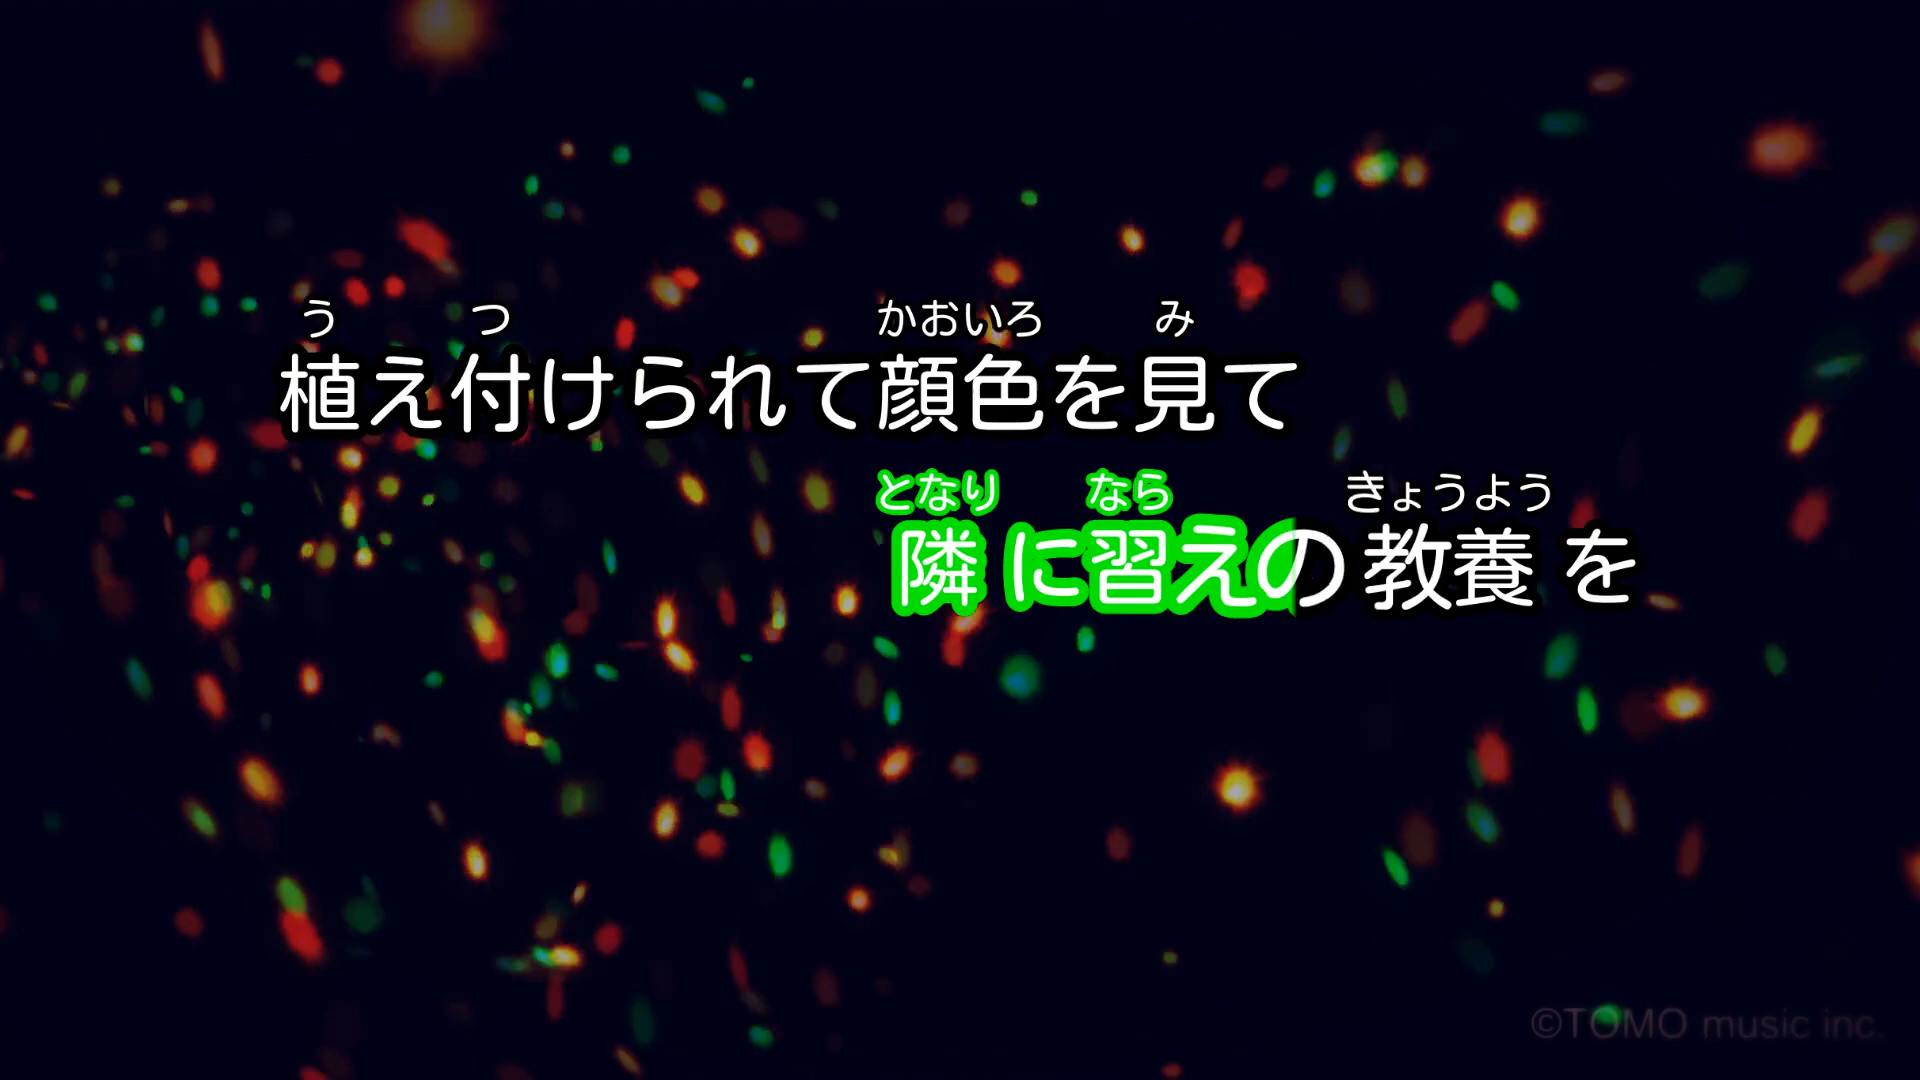 う つ かおいろ み
植え付けられて顔色を見て
となり なら きょうよう
隣に習えの教養を
©TOMO music inc.